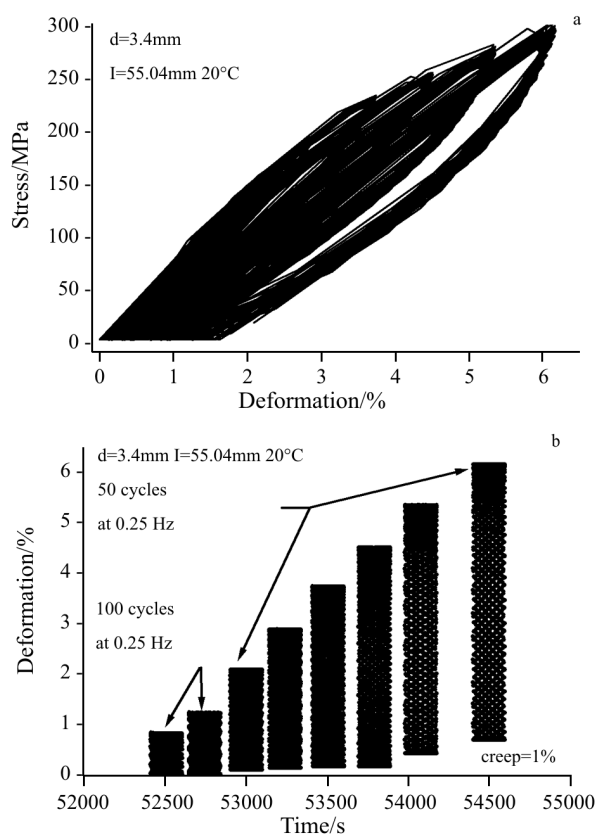 a
d=3.4mm
I=55.04mm 20°C
300
250
200
150
100
50
0
Stress/MPa
0 1 2 3 4 5 6
Deformation/%
b
d=3.4mm I=55.04mm 20°C
50 cycles
at 0.25 Hz
100 cycles
at 0.25 Hz
creep=1%
6
5
4
3
2
1
0
Deformation/%
52000 52500 53000 53500 54000 54500 55000
Time/s